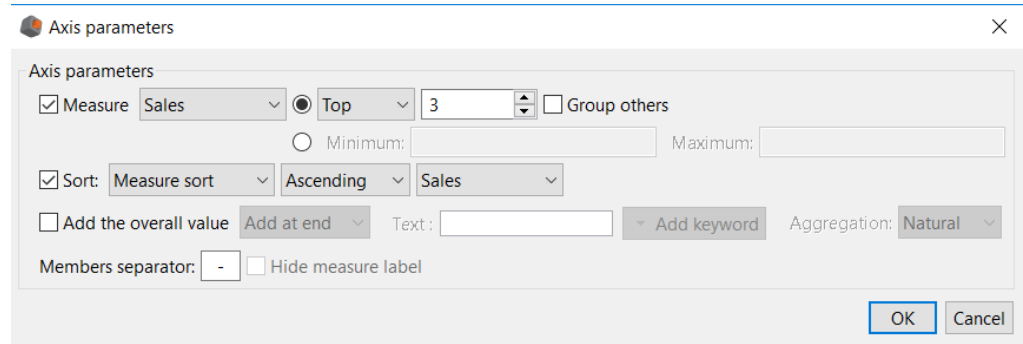 Axis parameters
Axis parameters
Measure Sales Top 3 Group others
Minimum: Maximum:
Sort: Measure sort Ascending Sales
Add the overall value Add at end Text : Add keyword Aggregation: Natural
Members separator: - Hide measure label
OK Cancel